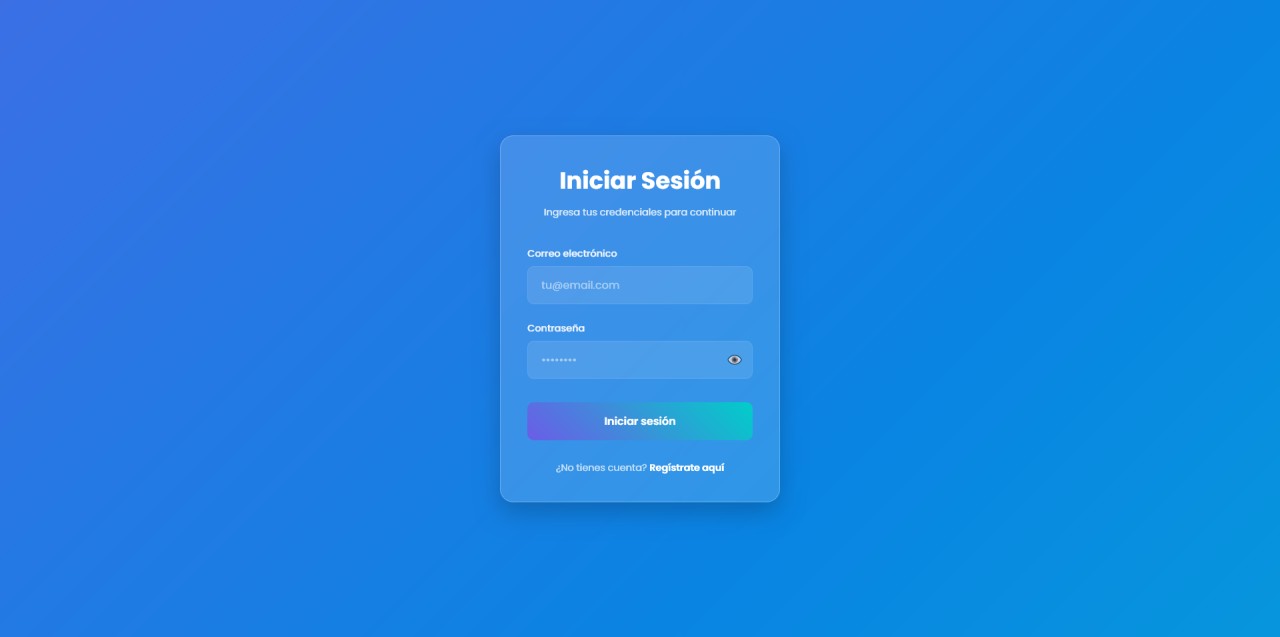 Iniciar Sesión
Ingresa tus credenciales para continuar
Correo electrónico
tu@email.com
Contraseña
••••••••
Iniciar sesión
¿No tienes cuenta? Regístrate aquí